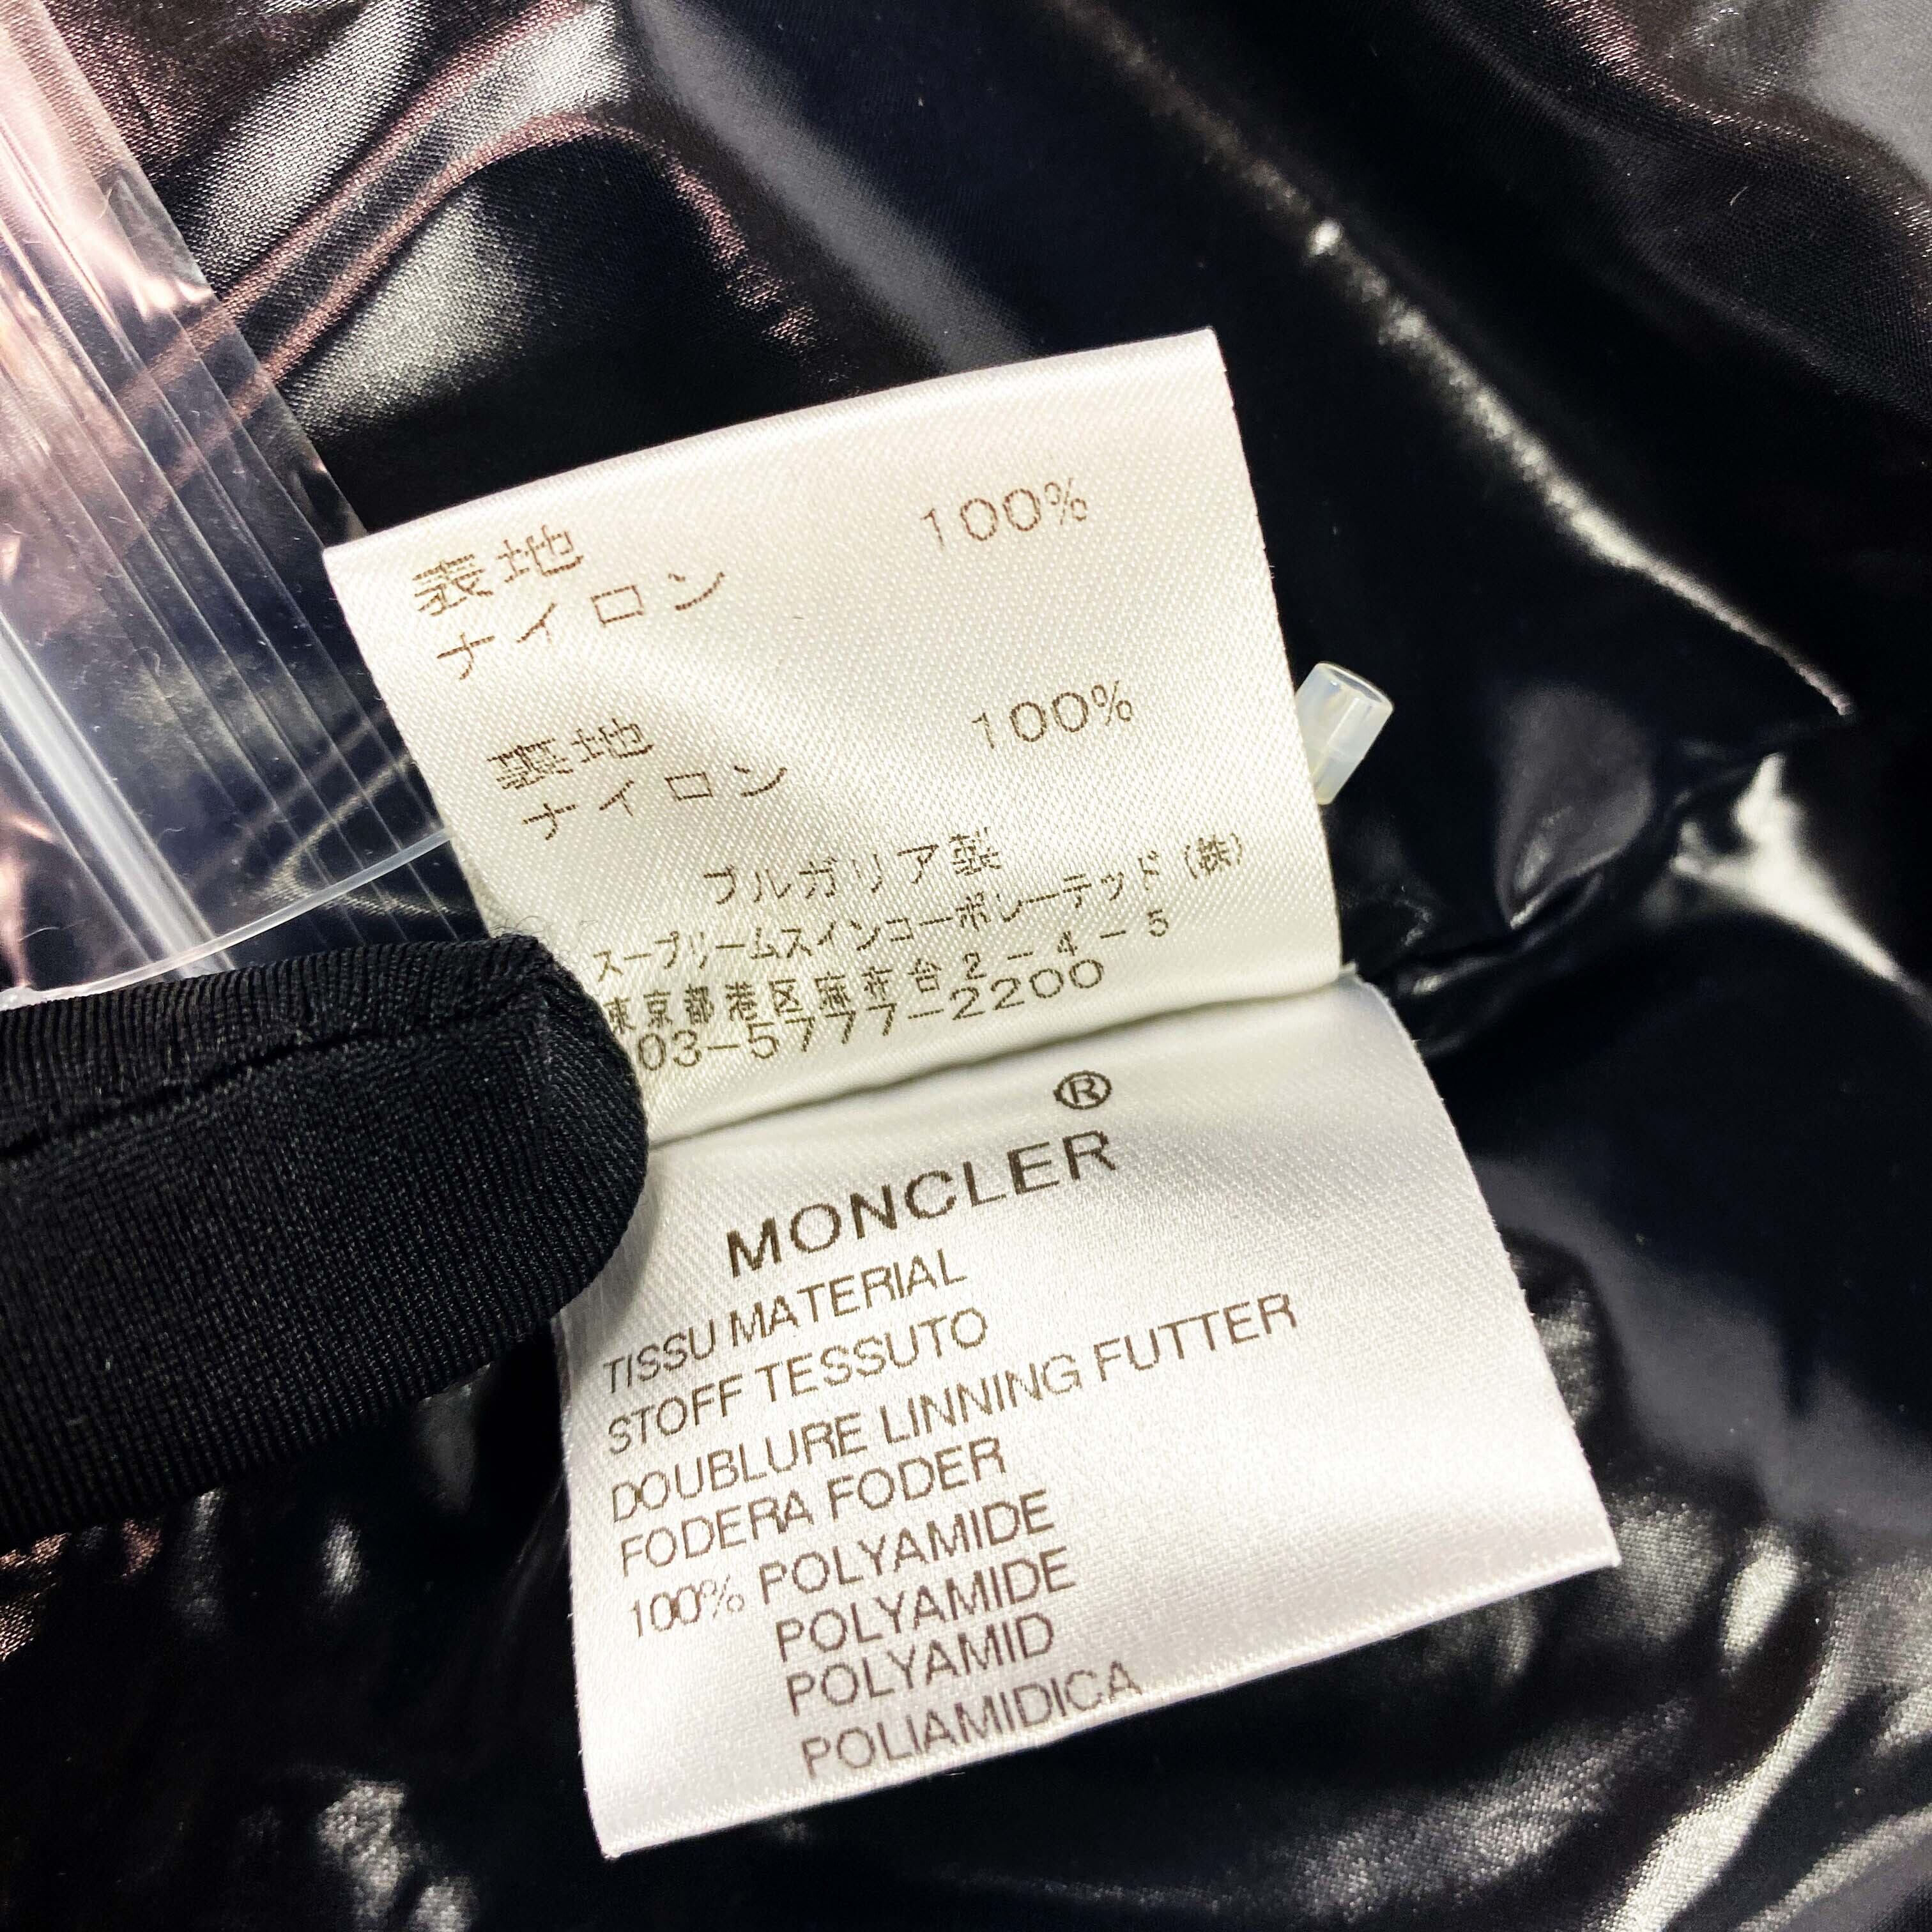 表地 100%
ナイロン
裏地 100%
ナイロン
ブルガリア製
スープリームスインコーポレーテッド(株)
東京都港区麻布台2-4-5
03-5777-2200
®
MONCLER
TISSU MATERIAL
STOFF TESSUTO
DOUBLURE LINNING FUTTER
FODERA FODER
100% POLYAMIDE
POLYAMIDE
POLYAMID
POLIAMIDICA